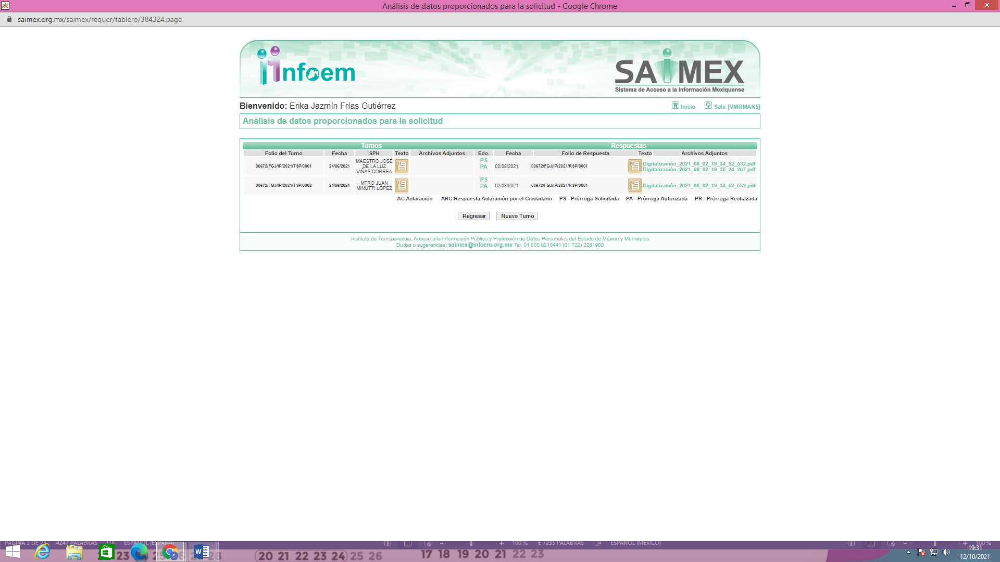 Análisis de datos proporcionados para la solicitud - Google Chrome
saimex.org.mx/saimex/requer/tablero/384324.page
infoem
SAIMEX
Sistema de Acceso a la Información Mexiquense
Bienvenido: Erika Jazmín Frías Gutiérrez
Inicio Salir [VMRMAK5]
Análisis de datos proporcionados para la solicitud
Turnos Respuestas
Folio del Turno Fecha SPH Texto Archivos Adjuntos Edo. Fecha Folio de Respuesta Texto Archivos Adjuntos
00672/FGJ/IP/2021/TSP/0001 24/06/2021 MAESTRO JOSÉ DE LA LUZ VIÑAS CORREA PS PA 02/08/2021 00672/FGJ/IP/2021/RSP/0001 Digitalización_2021_08_02_19_34_52_532.pdf
Digitalización_2021_08_02_19_35_24_207.pdf
00672/FGJ/IP/2021/TSP/0002 24/06/2021 MTRO JUAN MINUTTI LÓPEZ PS PA 02/08/2021 00672/FGJ/IP/2021/RSP/0001 Digitalización_2021_08_02_19_34_52_532.pdf
AC Aclaración ARC Respuesta Aclaración por el Ciudadano PS - Prórroga Solicitada PA - Prórroga Autorizada PR - Prórroga Rechazada
Regresar Nuevo Turno
Instituto de Transparencia, Acceso a la Información Pública y Protección de Datos Personales del Estado de México y Municipios
Dudas o sugerencias: saimex@infoem.org.mx Tel. 01 800 8210441 (01 722) 2261980
PÁGINA 3 DE 23 4247 PALABRAS ESPAÑOL (ESPAÑA) 100 % E 7235 PALABRAS ESPAÑOL (MÉXICO) 100 %
23 20 21 22 23 24 25 26 17 18 19 20 21 22 23
19:31
12/10/2021